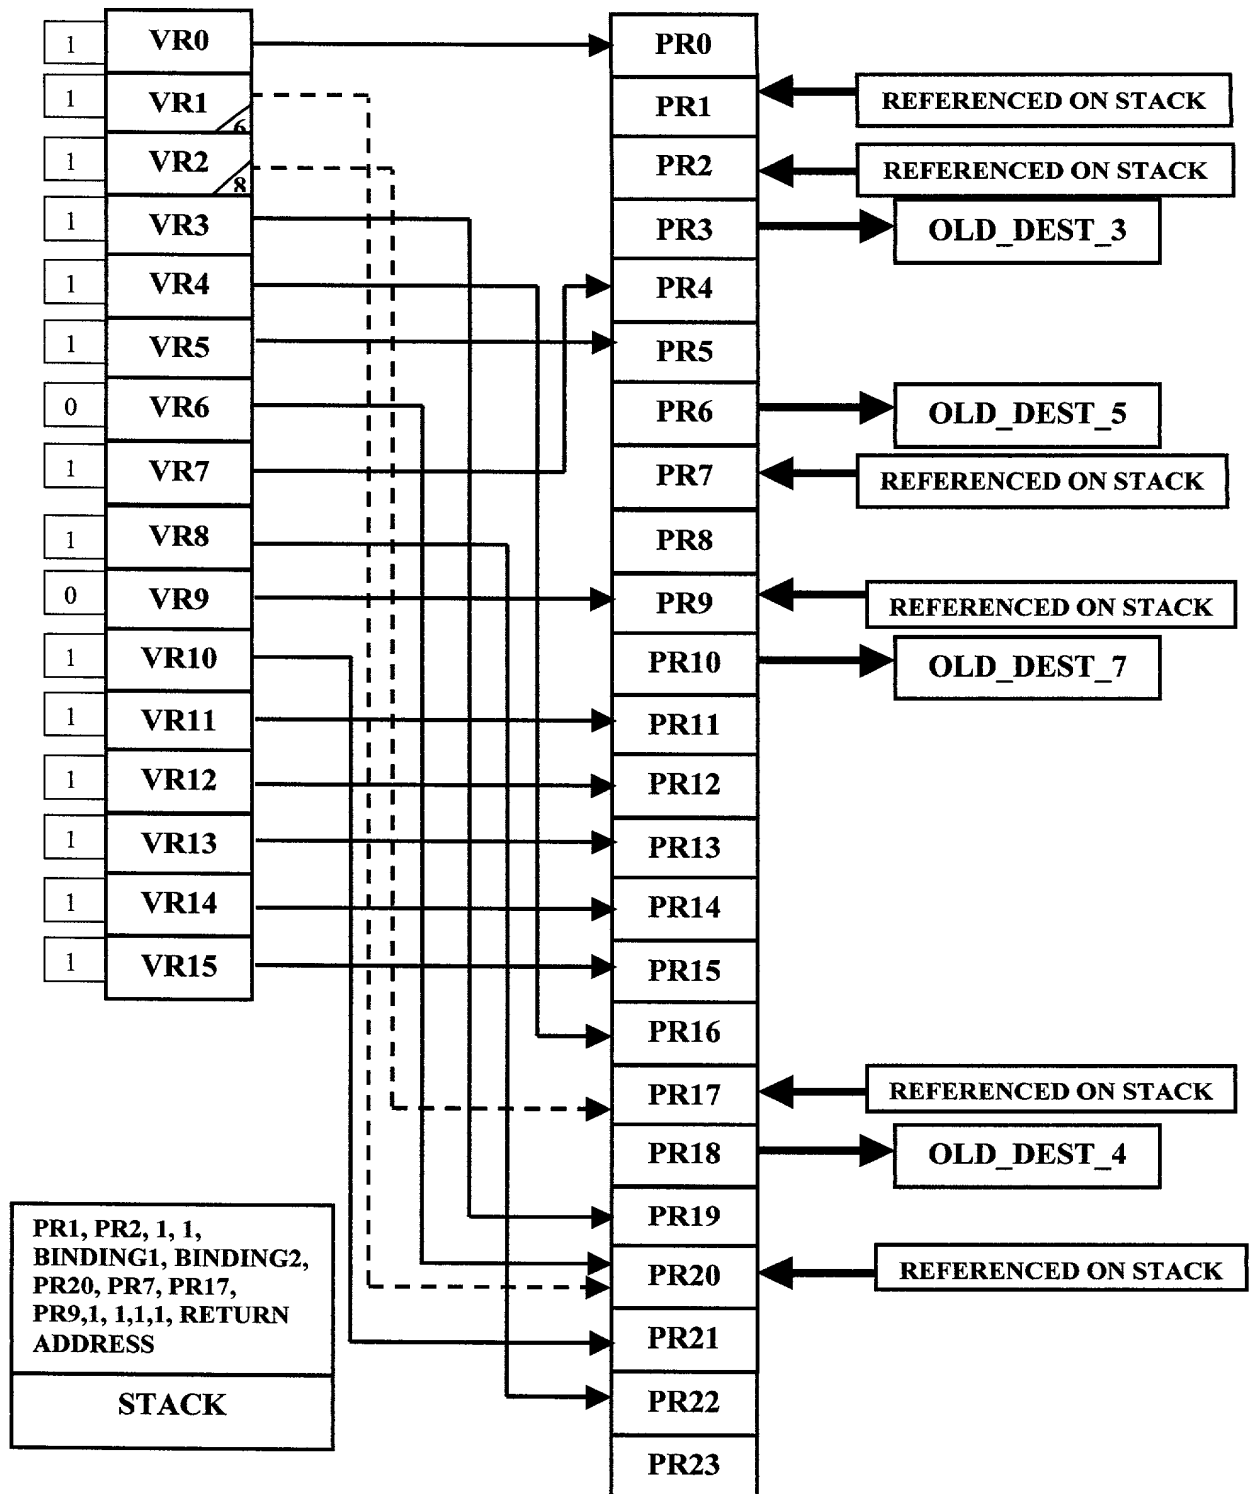 1
VR0
PR0
1
VR1
6
PR1
REFERENCED ON STACK
1
VR2
8
PR2
REFERENCED ON STACK
1
VR3
PR3
OLD_DEST_3
1
VR4
PR4
1
VR5
PR5
0
VR6
PR6
OLD_DEST_5
1
VR7
PR7
REFERENCED ON STACK
1
VR8
PR8
0
VR9
PR9
REFERENCED ON STACK
1
VR10
PR10
OLD_DEST_7
1
VR11
PR11
1
VR12
PR12
1
VR13
PR13
1
VR14
PR14
1
VR15
PR15
PR16
PR17
REFERENCED ON STACK
PR18
OLD_DEST_4
PR19
PR20
REFERENCED ON STACK
PR21
PR22
PR23
PR1, PR2, 1, 1,
BINDING1, BINDING2,
PR20, PR7, PR17,
PR9,1, 1,1,1, RETURN
ADDRESS
STACK